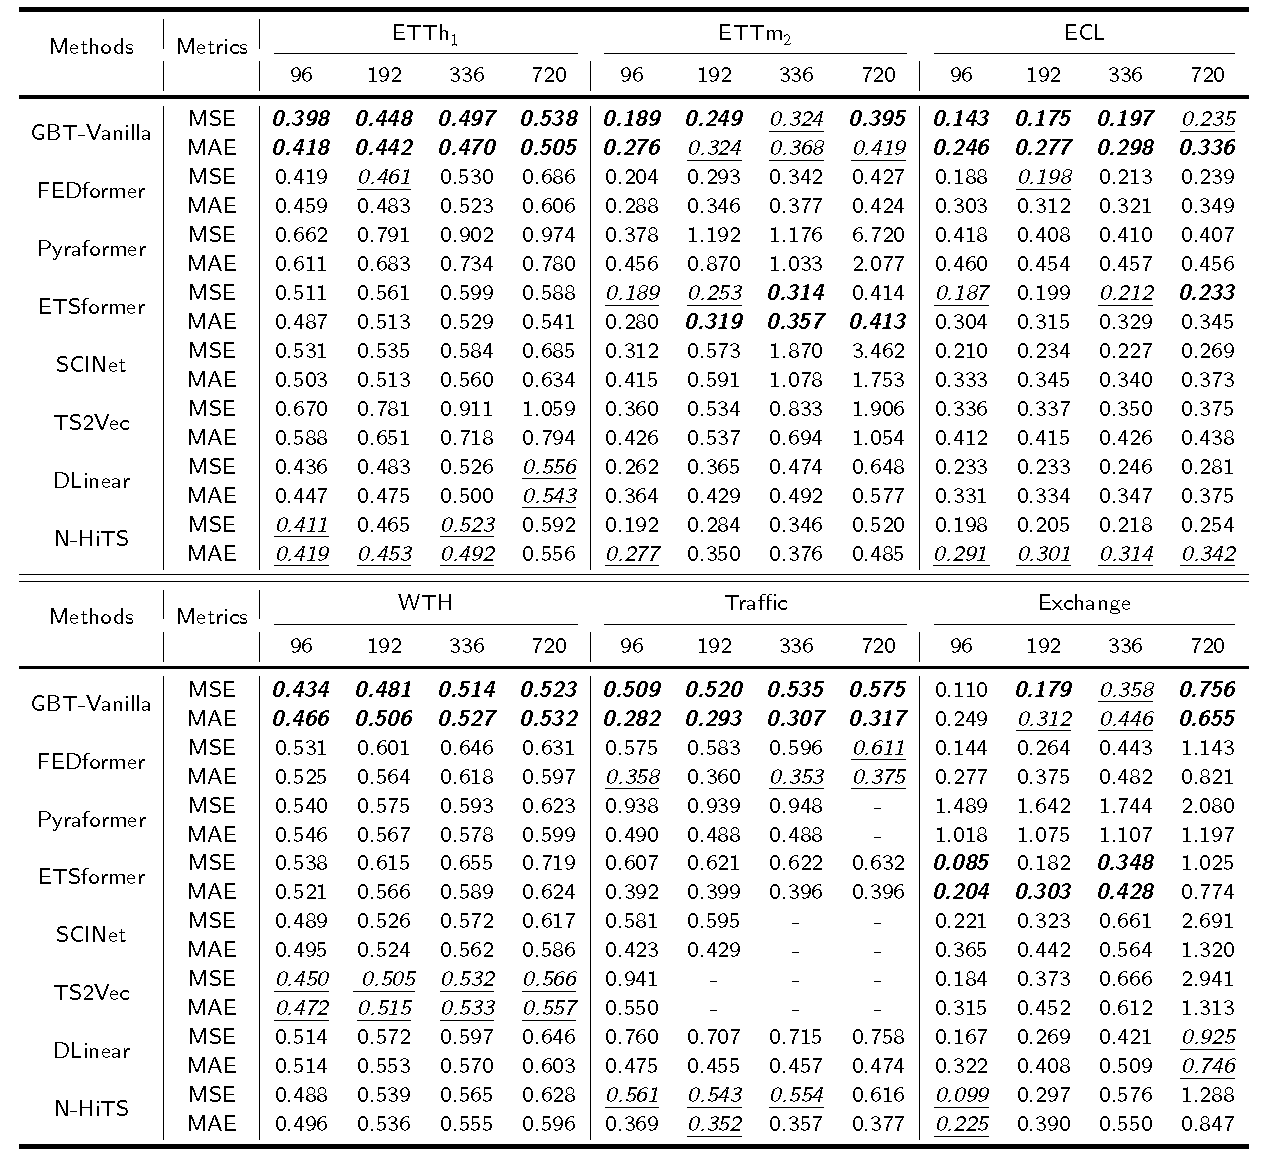 Methods Metrics ETTh1 ETTm2 ECL
96 192 336 720 96 192 336 720 96 192 336 720
GBT-Vanilla MSE 0.398 0.448 0.497 0.538 0.189 0.249 0.324 0.395 0.143 0.175 0.197 0.235
MAE 0.418 0.442 0.470 0.505 0.276 0.324 0.368 0.419 0.246 0.277 0.298 0.336
FEDformer MSE 0.419 0.461 0.530 0.686 0.204 0.293 0.342 0.427 0.188 0.198 0.213 0.239
MAE 0.459 0.483 0.523 0.606 0.288 0.346 0.377 0.424 0.303 0.312 0.321 0.349
Pyraformer MSE 0.662 0.791 0.902 0.974 0.378 1.192 1.176 6.720 0.418 0.408 0.410 0.407
MAE 0.611 0.683 0.734 0.780 0.456 0.870 1.033 2.077 0.460 0.454 0.457 0.456
ETSformer MSE 0.511 0.561 0.599 0.588 0.189 0.253 0.314 0.414 0.187 0.199 0.212 0.233
MAE 0.487 0.513 0.529 0.541 0.280 0.319 0.357 0.413 0.304 0.315 0.329 0.345
SCINet MSE 0.531 0.535 0.584 0.685 0.312 0.573 1.870 3.462 0.210 0.234 0.227 0.269
MAE 0.503 0.513 0.560 0.634 0.415 0.591 1.078 1.753 0.333 0.345 0.340 0.373
TS2Vec MSE 0.670 0.781 0.911 1.059 0.360 0.534 0.833 1.906 0.336 0.337 0.350 0.375
MAE 0.588 0.651 0.718 0.794 0.426 0.537 0.694 1.054 0.412 0.415 0.426 0.438
DLinear MSE 0.436 0.483 0.526 0.556 0.262 0.365 0.474 0.648 0.233 0.233 0.246 0.281
MAE 0.447 0.475 0.500 0.543 0.364 0.429 0.492 0.577 0.331 0.334 0.347 0.375
N-HiTS MSE 0.411 0.465 0.523 0.592 0.192 0.284 0.346 0.520 0.198 0.205 0.218 0.254
MAE 0.419 0.453 0.492 0.556 0.277 0.350 0.376 0.485 0.291 0.301 0.314 0.342
Methods Metrics WTH Traffic Exchange
96 192 336 720 96 192 336 720 96 192 336 720
GBT-Vanilla MSE 0.434 0.481 0.514 0.523 0.509 0.520 0.535 0.575 0.110 0.179 0.358 0.756
MAE 0.466 0.506 0.527 0.532 0.282 0.293 0.307 0.317 0.249 0.312 0.446 0.655
FEDformer MSE 0.531 0.601 0.646 0.631 0.575 0.583 0.596 0.611 0.144 0.264 0.443 1.143
MAE 0.525 0.564 0.618 0.597 0.358 0.360 0.353 0.375 0.277 0.375 0.482 0.821
Pyraformer MSE 0.540 0.575 0.593 0.623 0.938 0.939 0.948 - 1.489 1.642 1.744 2.080
MAE 0.546 0.567 0.578 0.599 0.490 0.488 0.488 - 1.018 1.075 1.107 1.197
ETSformer MSE 0.538 0.615 0.655 0.719 0.607 0.621 0.622 0.632 0.085 0.182 0.348 1.025
MAE 0.521 0.566 0.589 0.624 0.392 0.399 0.396 0.396 0.204 0.303 0.428 0.774
SCINet MSE 0.489 0.526 0.572 0.617 0.581 0.595 - - 0.221 0.323 0.661 2.691
MAE 0.495 0.524 0.562 0.586 0.423 0.429 - - 0.365 0.442 0.564 1.320
TS2Vec MSE 0.450 0.505 0.532 0.566 0.941 - - - 0.184 0.373 0.666 2.941
MAE 0.472 0.515 0.533 0.557 0.550 - - - 0.315 0.452 0.612 1.313
DLinear MSE 0.514 0.572 0.597 0.646 0.760 0.707 0.715 0.758 0.167 0.269 0.421 0.925
MAE 0.514 0.553 0.570 0.603 0.475 0.455 0.457 0.474 0.322 0.408 0.509 0.746
N-HiTS MSE 0.488 0.539 0.565 0.628 0.561 0.543 0.554 0.616 0.099 0.297 0.576 1.288
MAE 0.496 0.536 0.555 0.596 0.369 0.352 0.357 0.377 0.225 0.390 0.550 0.847